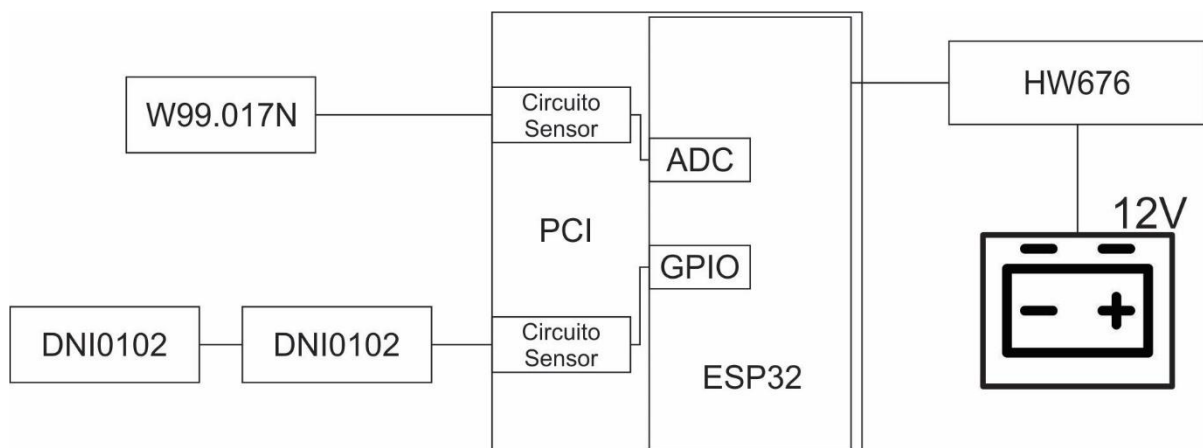 W99.017N
Circuito
Sensor
ADC
HW676
PCI
12V
GPIO
DNI0102
DNI0102
Circuito
Sensor
ESP32